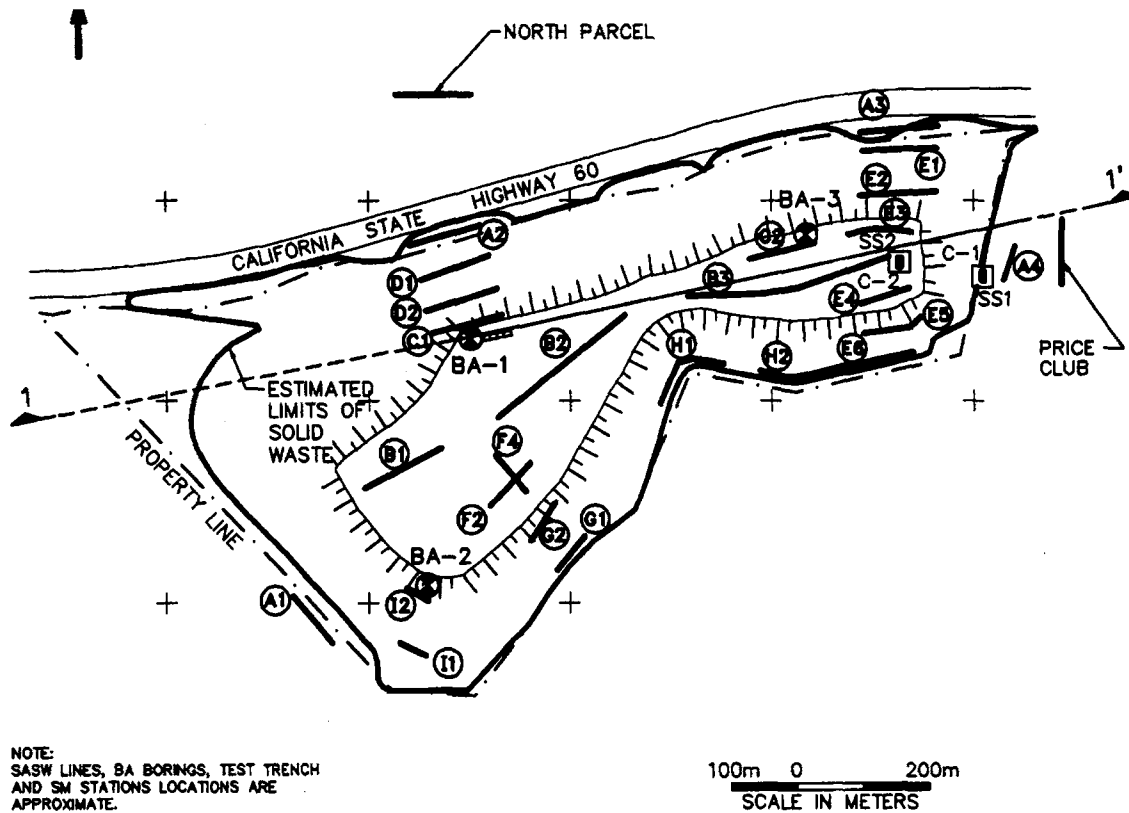 NORTH PARCEL
CALIFORNIA STATE HIGHWAY 60
A3
E1
E2
BA-3
E3
1'
A2
G2
SS2
C-1
D1
B3
C-2
A4
SS1
D2
E4
E5
C1
BA-1
B2
H1
H2
E6
PRICE
CLUB
1
ESTIMATED
LIMITS OF
SOLID
WASTE
PROPERTY LINE
B1
F4
F2
G2
G1
BA-2
A1
I2
I1
NOTE:
SASW LINES, BA BORINGS, TEST TRENCH
AND SM STATIONS LOCATIONS ARE
APPROXIMATE.
100m 0 200m
SCALE IN METERS